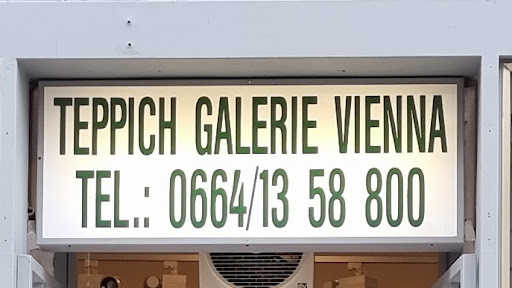 TEPPICH GALERIE VIENNA
TEL.: 0664/13 58 800